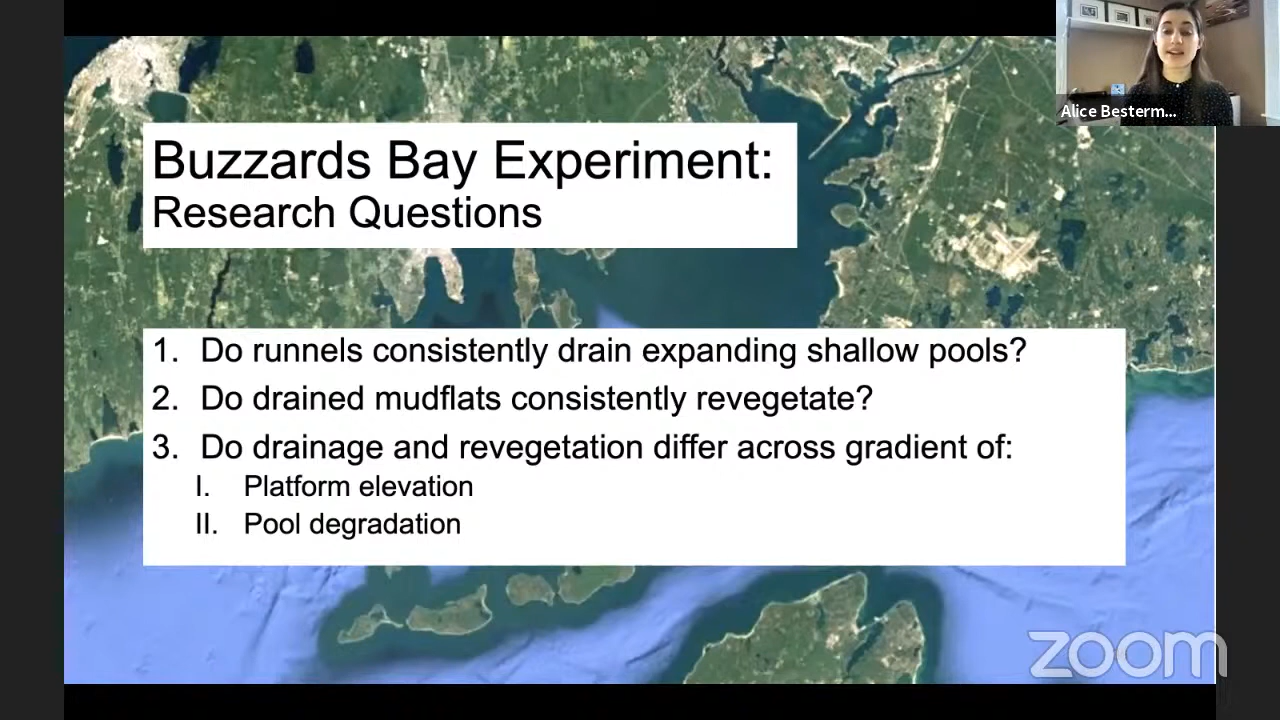 Alice Besterm...
Buzzards Bay Experiment:
Research Questions
1. Do runnels consistently drain expanding shallow pools?
2. Do drained mudflats consistently revegetate?
3. Do drainage and revegetation differ across gradient of:
I. Platform elevation
II. Pool degradation
zoom